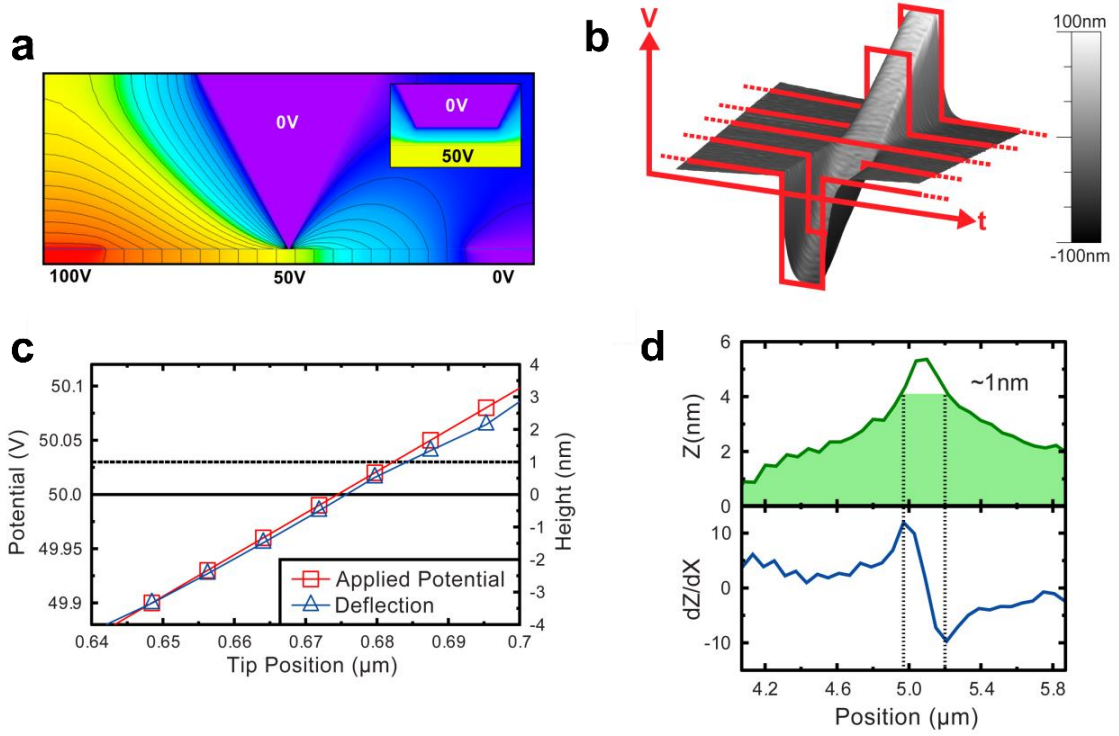 a
0V
0V
50V
100V
50V
0V
b
V
t
100nm
-100nm
c
Potential (V)
50.1
50.05
50.0
49.95
49.9
4
3
2
1
0
-1
-2
-3
-4
Height (nm)
Applied Potential
Deflection
0.64 0.65 0.66 0.67 0.68 0.69 0.7
Tip Position (μm)
d
Z(nm)
6
4
2
0
~1nm
dZ/dX
10
0
-10
4.2 4.6 5.0 5.4 5.8
Position (μm)